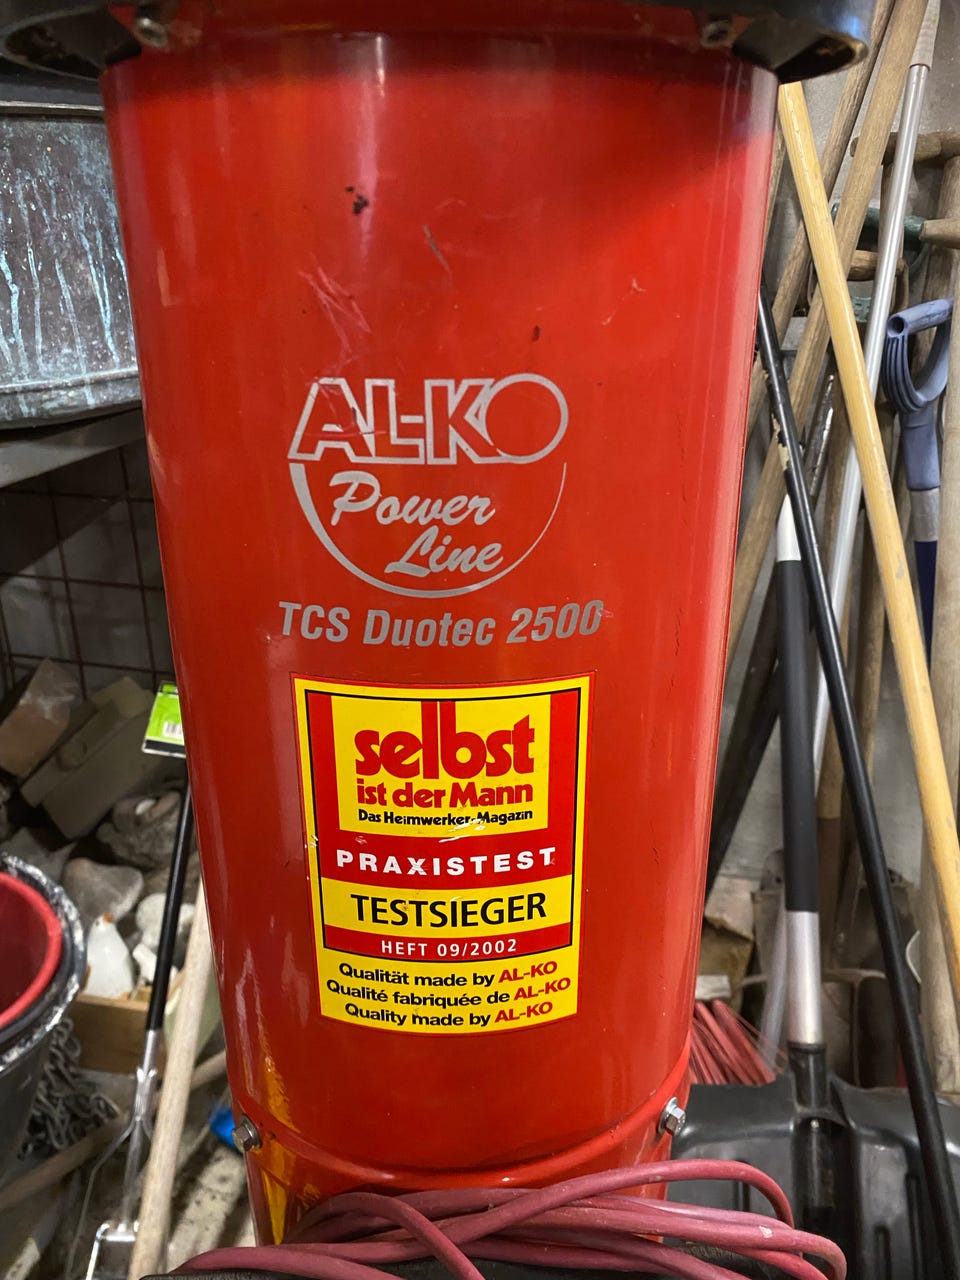 AL-KO
Power
Line
TCS Duotec 2500
selbst
ist der Mann
Das Heimwerker-Magazin
PRAXISTEST
TESTSIEGER
HEFT 09/2002
Qualität made by AL-KO
Qualité fabriquée de AL-KO
Quality made by AL-KO